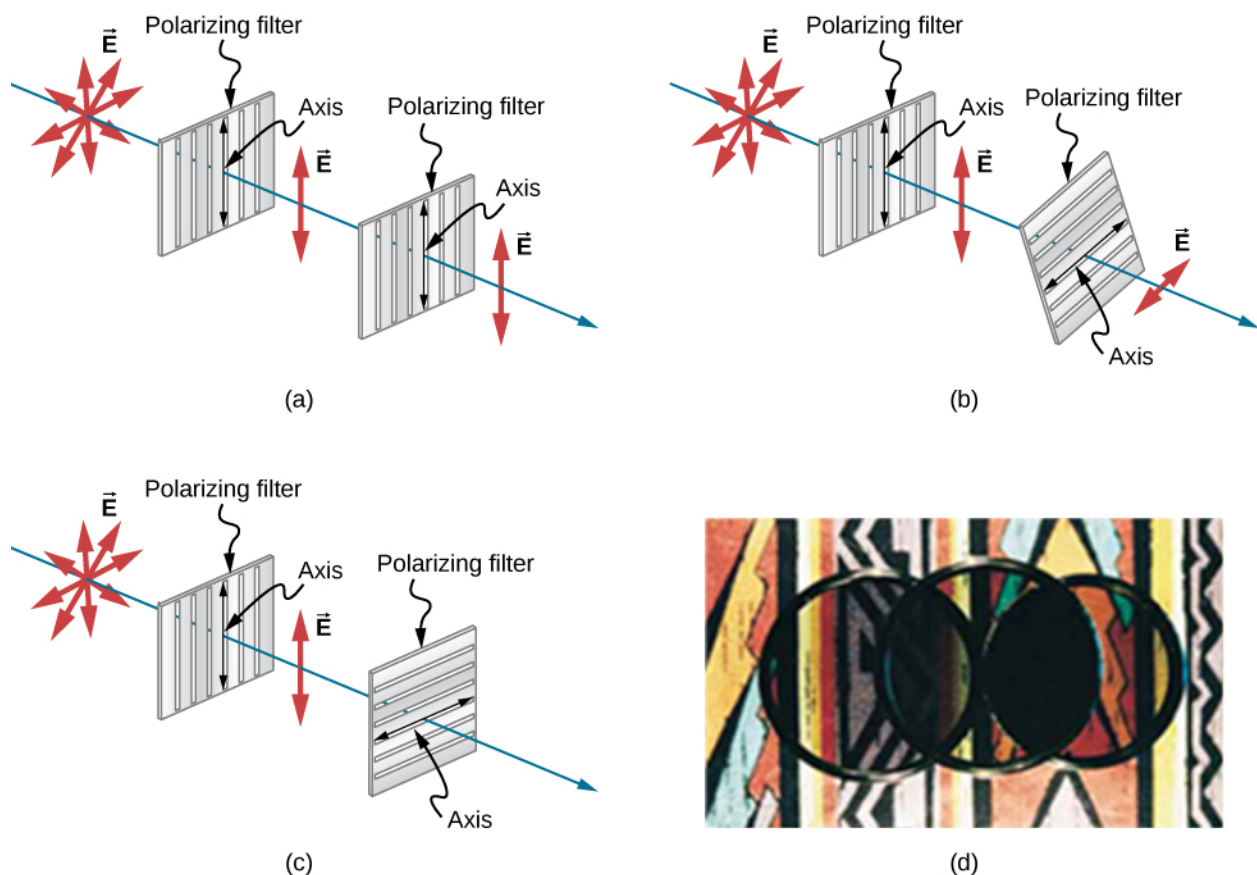 Polarizing filter
E⃗
Axis
Polarizing filter
E⃗
Axis
E⃗
(a)
Polarizing filter
E⃗
Axis
Polarizing filter
E⃗
E⃗
Axis
(b)
Polarizing filter
E⃗
Axis
Polarizing filter
E⃗
Axis
(c)
(d)